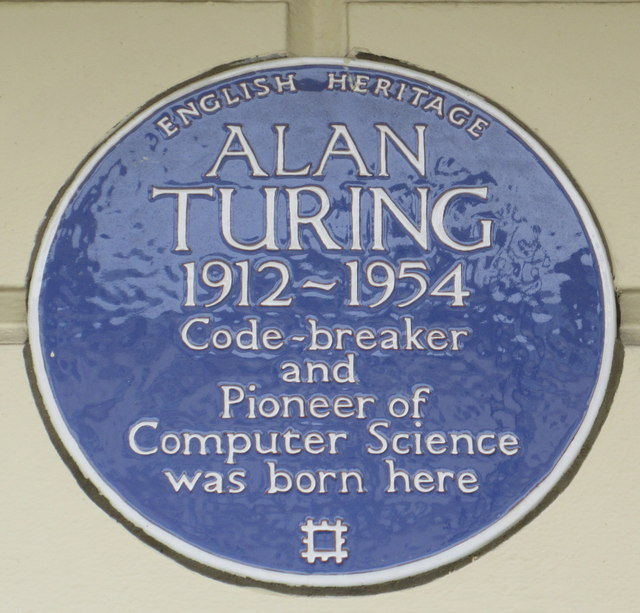 ENGLISH HERITAGE
ALAN
TURING
1912~1954
Code-breaker
and
Pioneer of
Computer Science
was born here